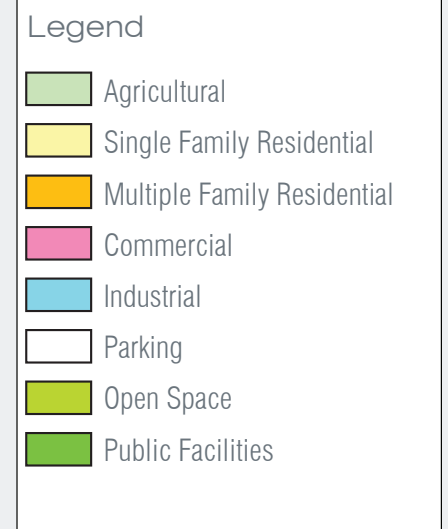 Legend
Agricultural
Single Family Residential
Multiple Family Residential
Commercial
Industrial
Parking
Open Space
Public Facilities